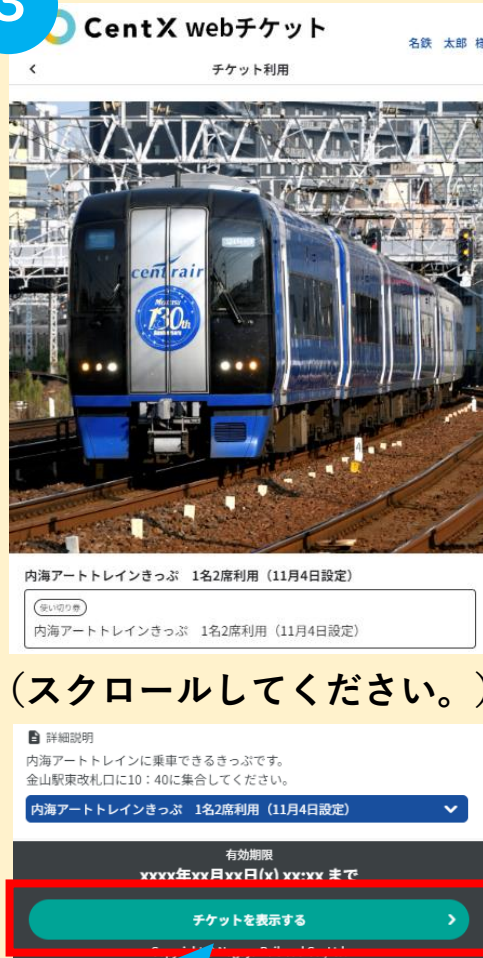 3
CentX webチケット
名鉄 太郎 様
チケット利用
centrair
Meitetsu
130th
Anniversary
内海アートトレインきっぷ 1名2席利用（11月4日設定）
使い切り券
内海アートトレインきっぷ 1名2席利用（11月4日設定）
（スクロールしてください。）
詳細説明
内海アートトレインに乗車できるきっぷです。
金山駅東改札口に10：40に集合してください。
内海アートトレインきっぷ 1名2席利用（11月4日設定）
有効期限
xxxx年xx月xx日(x) xx:xx まで
チケットを表示する